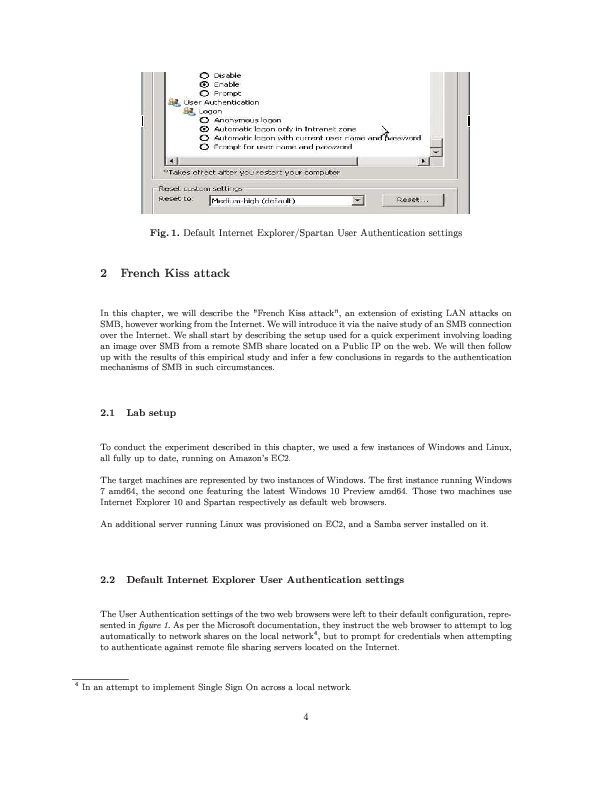 Disable
Enable
Prompt
User Authentication
Logon
Anonymous logon
Automatic logon only in Intranet zone
Automatic logon with current user name and password
Prompt for user name and password
*Takes effect after you restart your computer
Reset custom settings
Reset to: Medium-high (default) Reset...
Fig. 1. Default Internet Explorer/Spartan User Authentication settings
2 French Kiss attack
In this chapter, we will describe the "French Kiss attack", an extension of existing LAN attacks on
SMB, however working from the Internet. We will introduce it via the naive study of an SMB connection
over the Internet. We shall start by describing the setup used for a quick experiment involving loading
an image over SMB from a remote SMB share located on a Public IP on the web. We will then follow
up with the results of this empirical study and infer a few conclusions in regards to the authentication
mechanisms of SMB in such circumstances.
2.1 Lab setup
To conduct the experiment described in this chapter, we used a few instances of Windows and Linux,
all fully up to date, running on Amazon's EC2.
The target machines are represented by two instances of Windows. The first instance running Windows
7 amd64, the second one featuring the latest Windows 10 Preview amd64. Those two machines use
Internet Explorer 10 and Spartan respectively as default web browsers.
An additional server running Linux was provisioned on EC2, and a Samba server installed on it.
2.2 Default Internet Explorer User Authentication settings
The User Authentication settings of the two web browsers were left to their default configuration, repre-
sented in figure 1. As per the Microsoft documentation, they instruct the web browser to attempt to log
automatically to network shares on the local network4, but to prompt for credentials when attempting
to authenticate against remote file sharing servers located on the Internet.
4 In an attempt to implement Single Sign On across a local network.
4